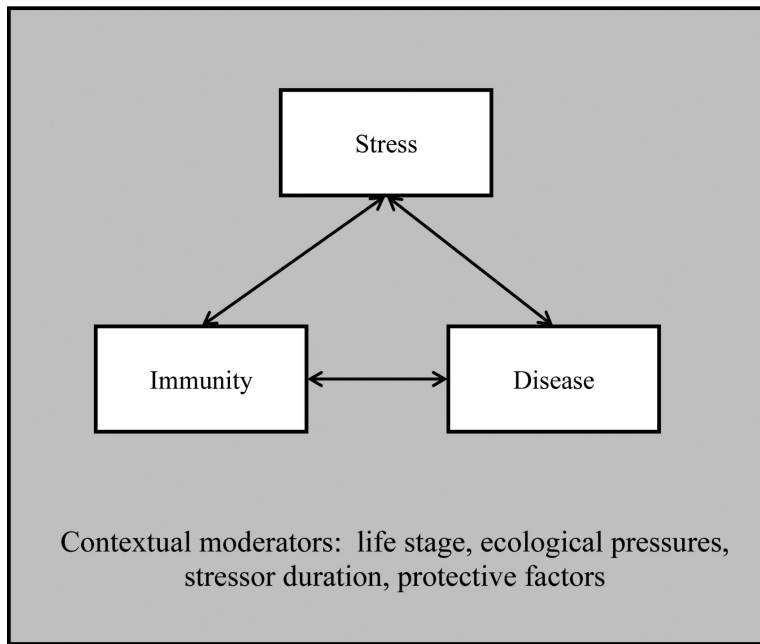 Stress
Immunity
Disease
Contextual moderators:  life stage, ecological pressures,
stressor duration, protective factors